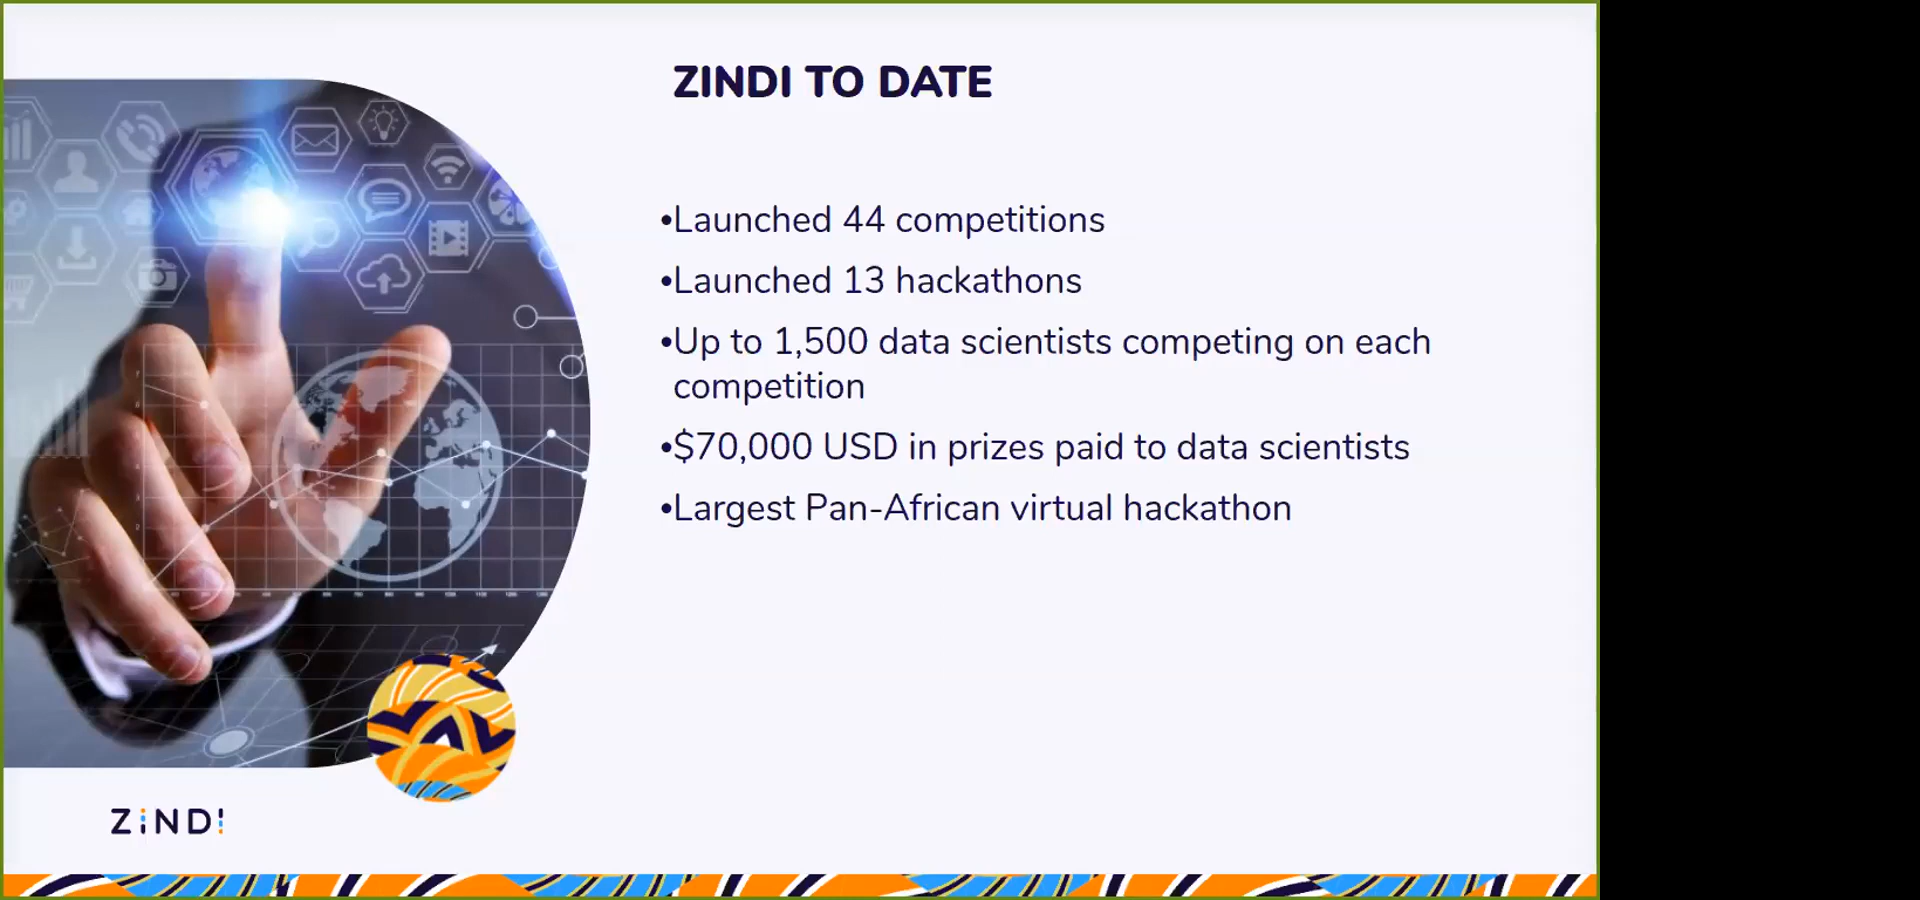 ZINDI TO DATE
•Launched 44 competitions
•Launched 13 hackathons
•Up to 1,500 data scientists competing on each
competition
•$70,000 USD in prizes paid to data scientists
•Largest Pan-African virtual hackathon
ZiNDI